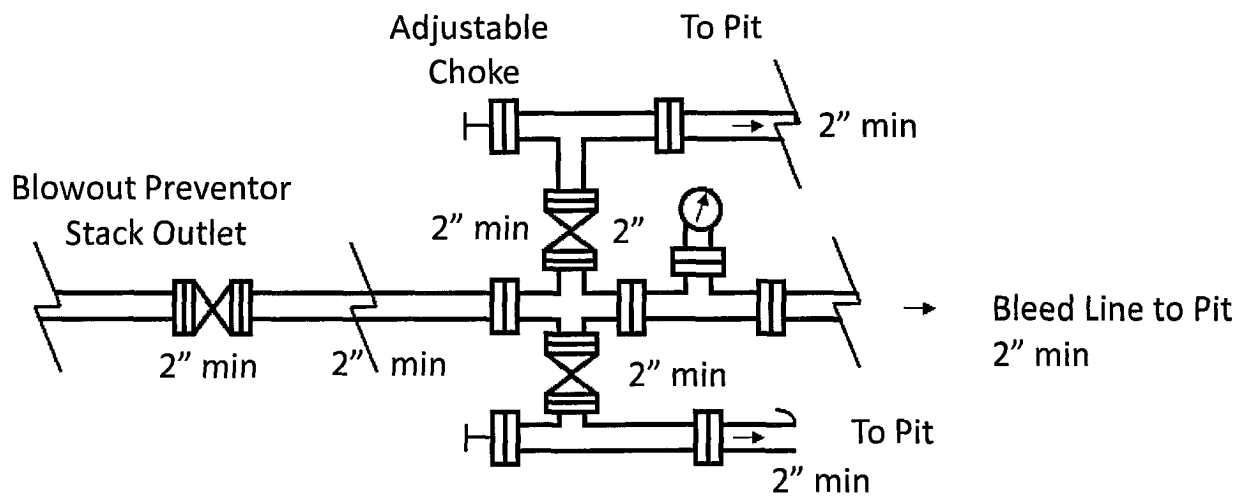 Adjustable
Choke
To Pit
2” min
Blowout Preventor
Stack Outlet
2” min
2”
2” min
2” min
2” min
Bleed Line to Pit
2” min
To Pit
2” min